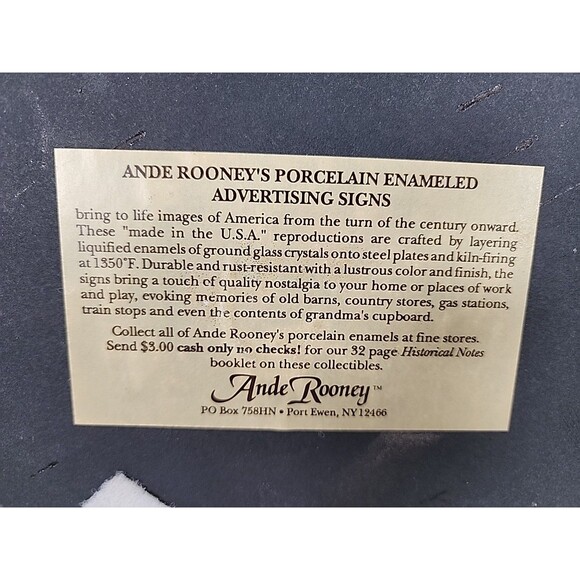 ANDE ROONEY'S PORCELAIN ENAMELED
ADVERTISING SIGNS
bring to life images of America from the turn of the century onward.
These "made in the U.S.A." reproductions are crafted by layering
liquified enamels of ground glass crystals onto steel plates and kiln-firing
at 1350°F. Durable and rust-resistant with a lustrous color and finish, the
signs bring a touch of quality nostalgia to your home or places of work
and play, evoking memories of old barns, country stores, gas stations,
train stops and even the contents of grandma's cupboard.
Collect all of Ande Rooney's porcelain enamels at fine stores.
Send $3.00 cash only no checks! for our 32 page Historical Notes
booklet on these collectibles.
Ande Rooney™
PO Box 758HN • Port Ewen, NY 12466